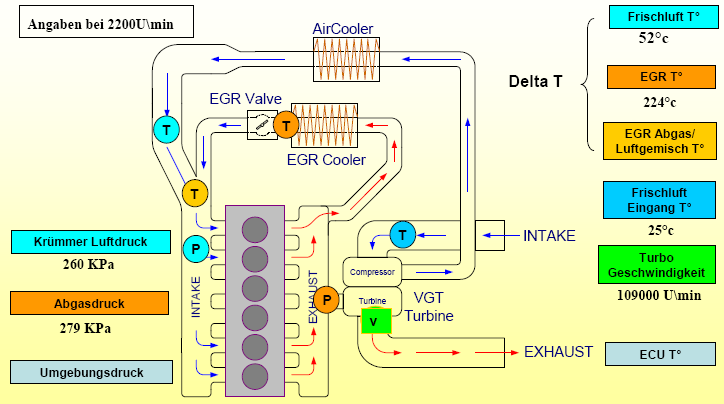 Angaben bei 2200U\min
AirCooler
Frischluft T°
52°c
Delta T
EGR T°
224°c
EGR Abgas/
Luftgemisch T°
EGR Valve
T
T
EGR Cooler
T
Frischluft
Eingang T°
25°c
Krümmer Luftdruck
260 KPa
P
T
INTAKE
Turbo
Geschwindigkeit
109000 U\min
Compressor
Abgasdruck
279 KPa
INTAKE
EXHAUST
P
Turbine
VGT
Turbine
V
Umgebungsdruck
EXHAUST
ECU T°